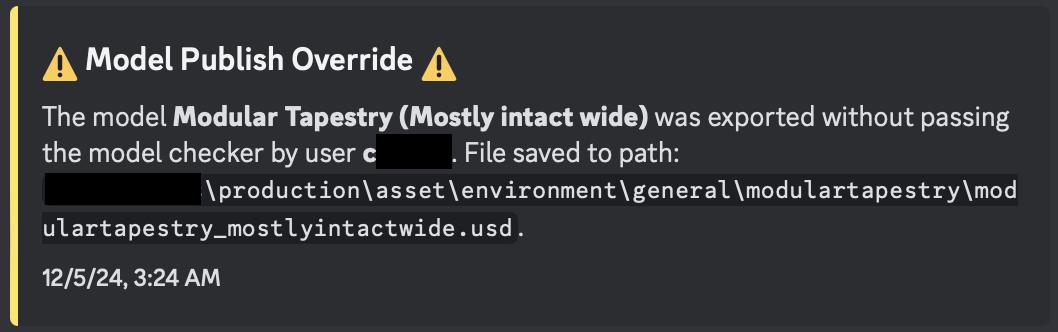 ⚠️ Model Publish Override ⚠️
The model Modular Tapestry (Mostly intact wide) was exported without passing
the model checker by user c. File saved to path:
\production\asset\environment\general\modulartapestry\mod
ulartapestry_mostlyintactwide.usd.
12/5/24, 3:24 AM